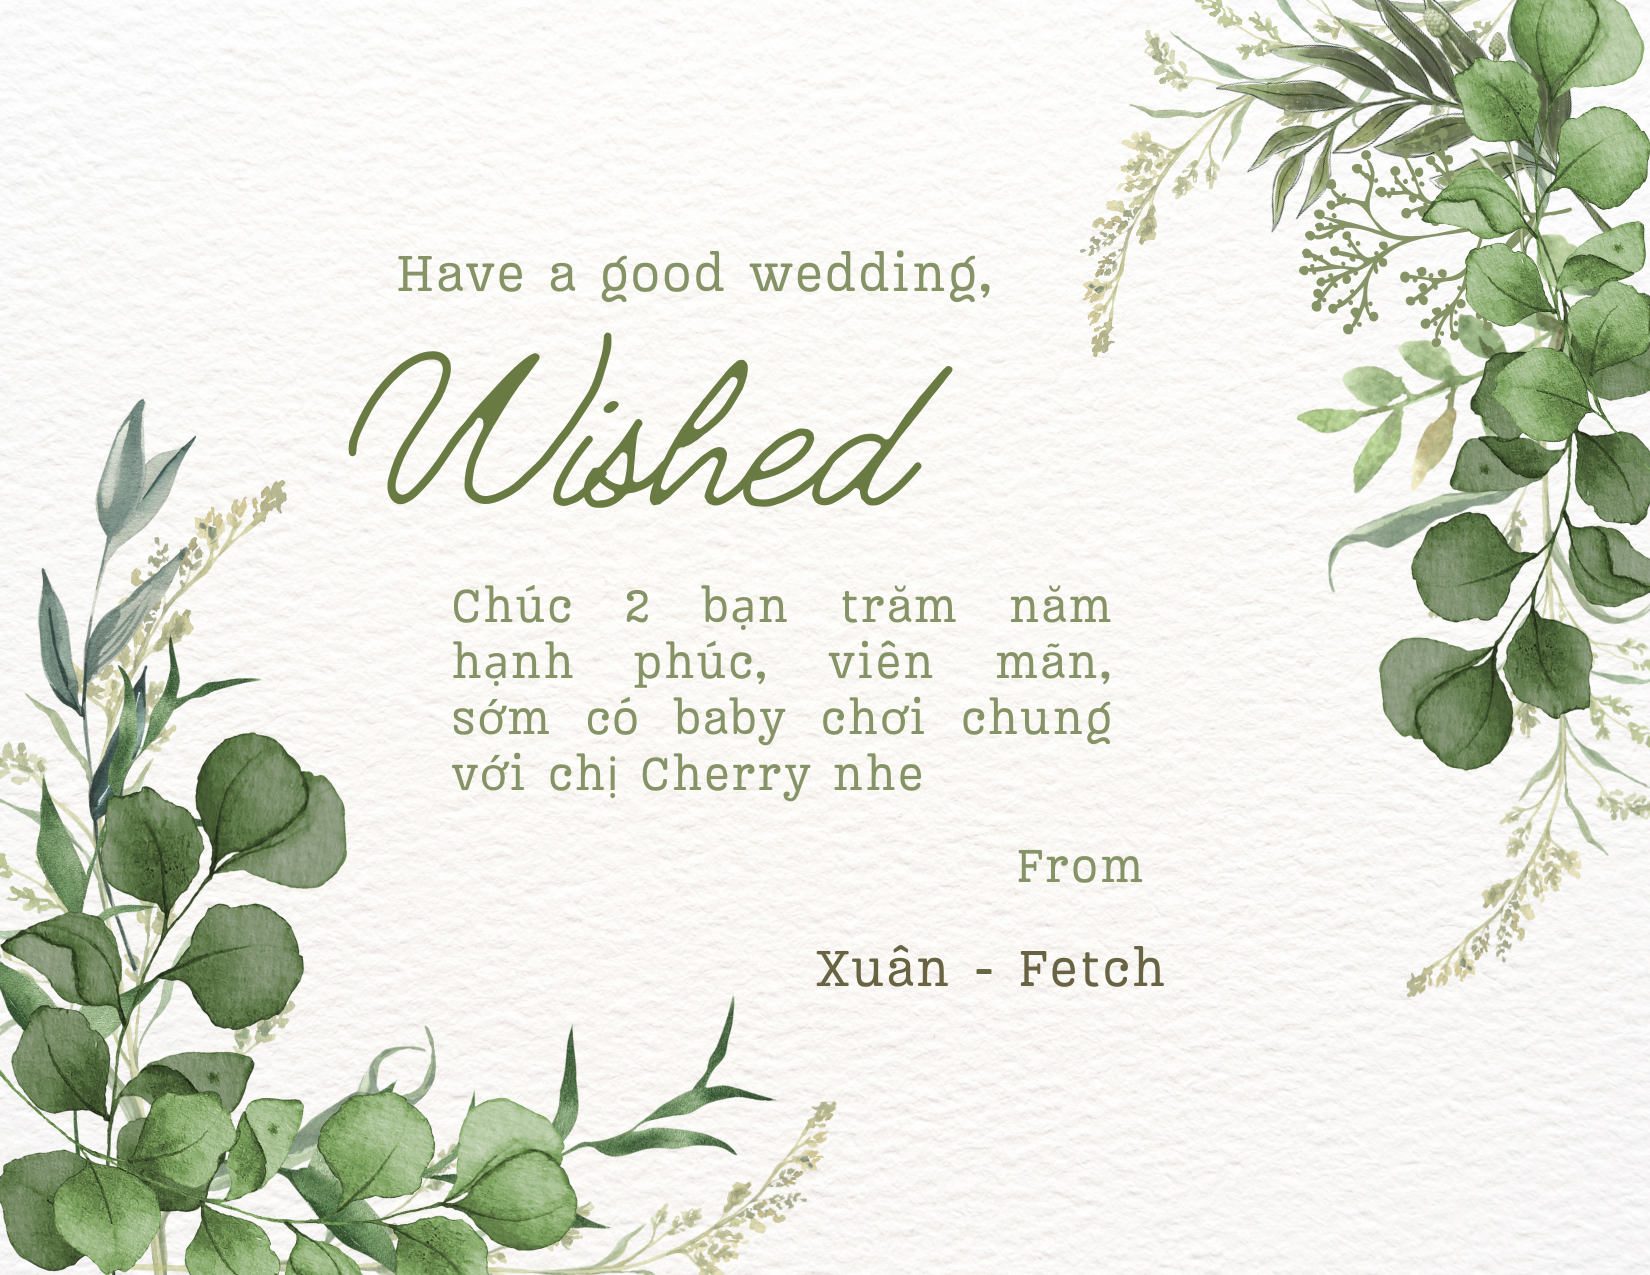 Have a good wedding,
Wished
Chúc 2 bạn trăm năm
hạnh phúc, viên mãn,
sớm có baby chơi chung
với chị Cherry nhe
From
Xuân - Fetch